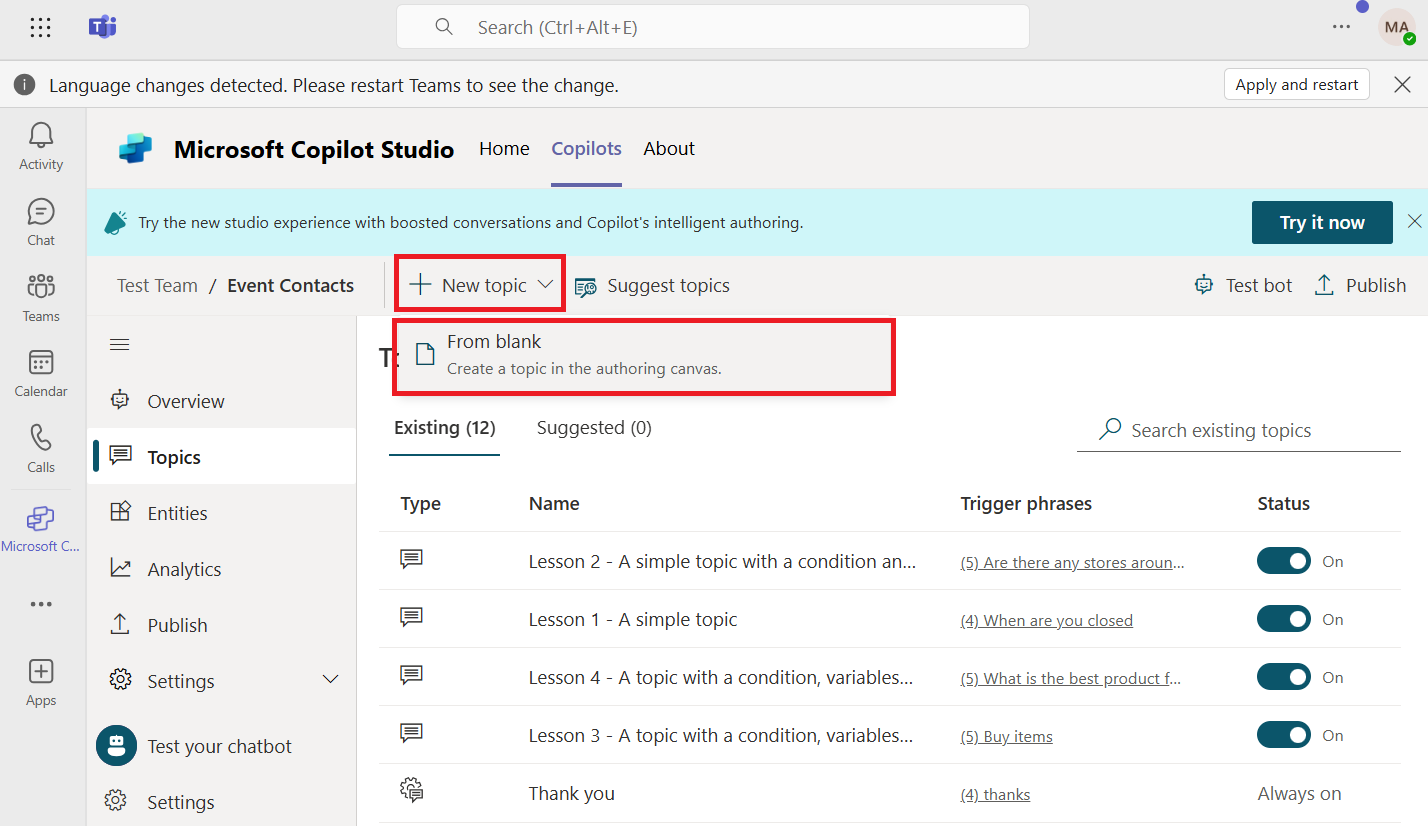 Search (Ctrl+Alt+E)
MA
Language changes detected. Please restart Teams to see the change.
Apply and restart
Activity
Chat
Teams
Calendar
Calls
Microsoft C...
Apps
Microsoft Copilot Studio
Home
Copilots
About
Try the new studio experience with boosted conversations and Copilot's intelligent authoring.
Try it now
Test Team / Event Contacts
New topic
Suggest topics
Test bot
Publish
From blank
Create a topic in the authoring canvas.
Overview
Topics
Entities
Analytics
Publish
Settings
Test your chatbot
Settings
Existing (12)
Suggested (0)
Search existing topics
Type Name Trigger phrases Status
Lesson 2 - A simple topic with a condition an... (5) Are there any stores aroun... On
Lesson 1 - A simple topic (4) When are you closed On
Lesson 4 - A topic with a condition, variables... (5) What is the best product f... On
Lesson 3 - A topic with a condition, variables... (5) Buy items On
Thank you (4) thanks Always on